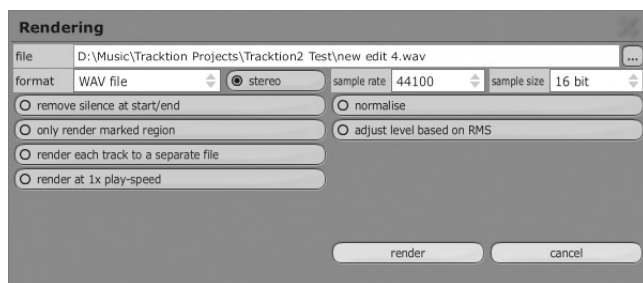 Rendering
file D:\Music\Tracktion Projects\Tracktion2 Test\new edit 4.wav ...
format WAV file stereo sample rate 44100 sample size 16 bit
remove silence at start/end normalise
only render marked region adjust level based on RMS
render each track to a separate file
render at 1x play-speed
render cancel